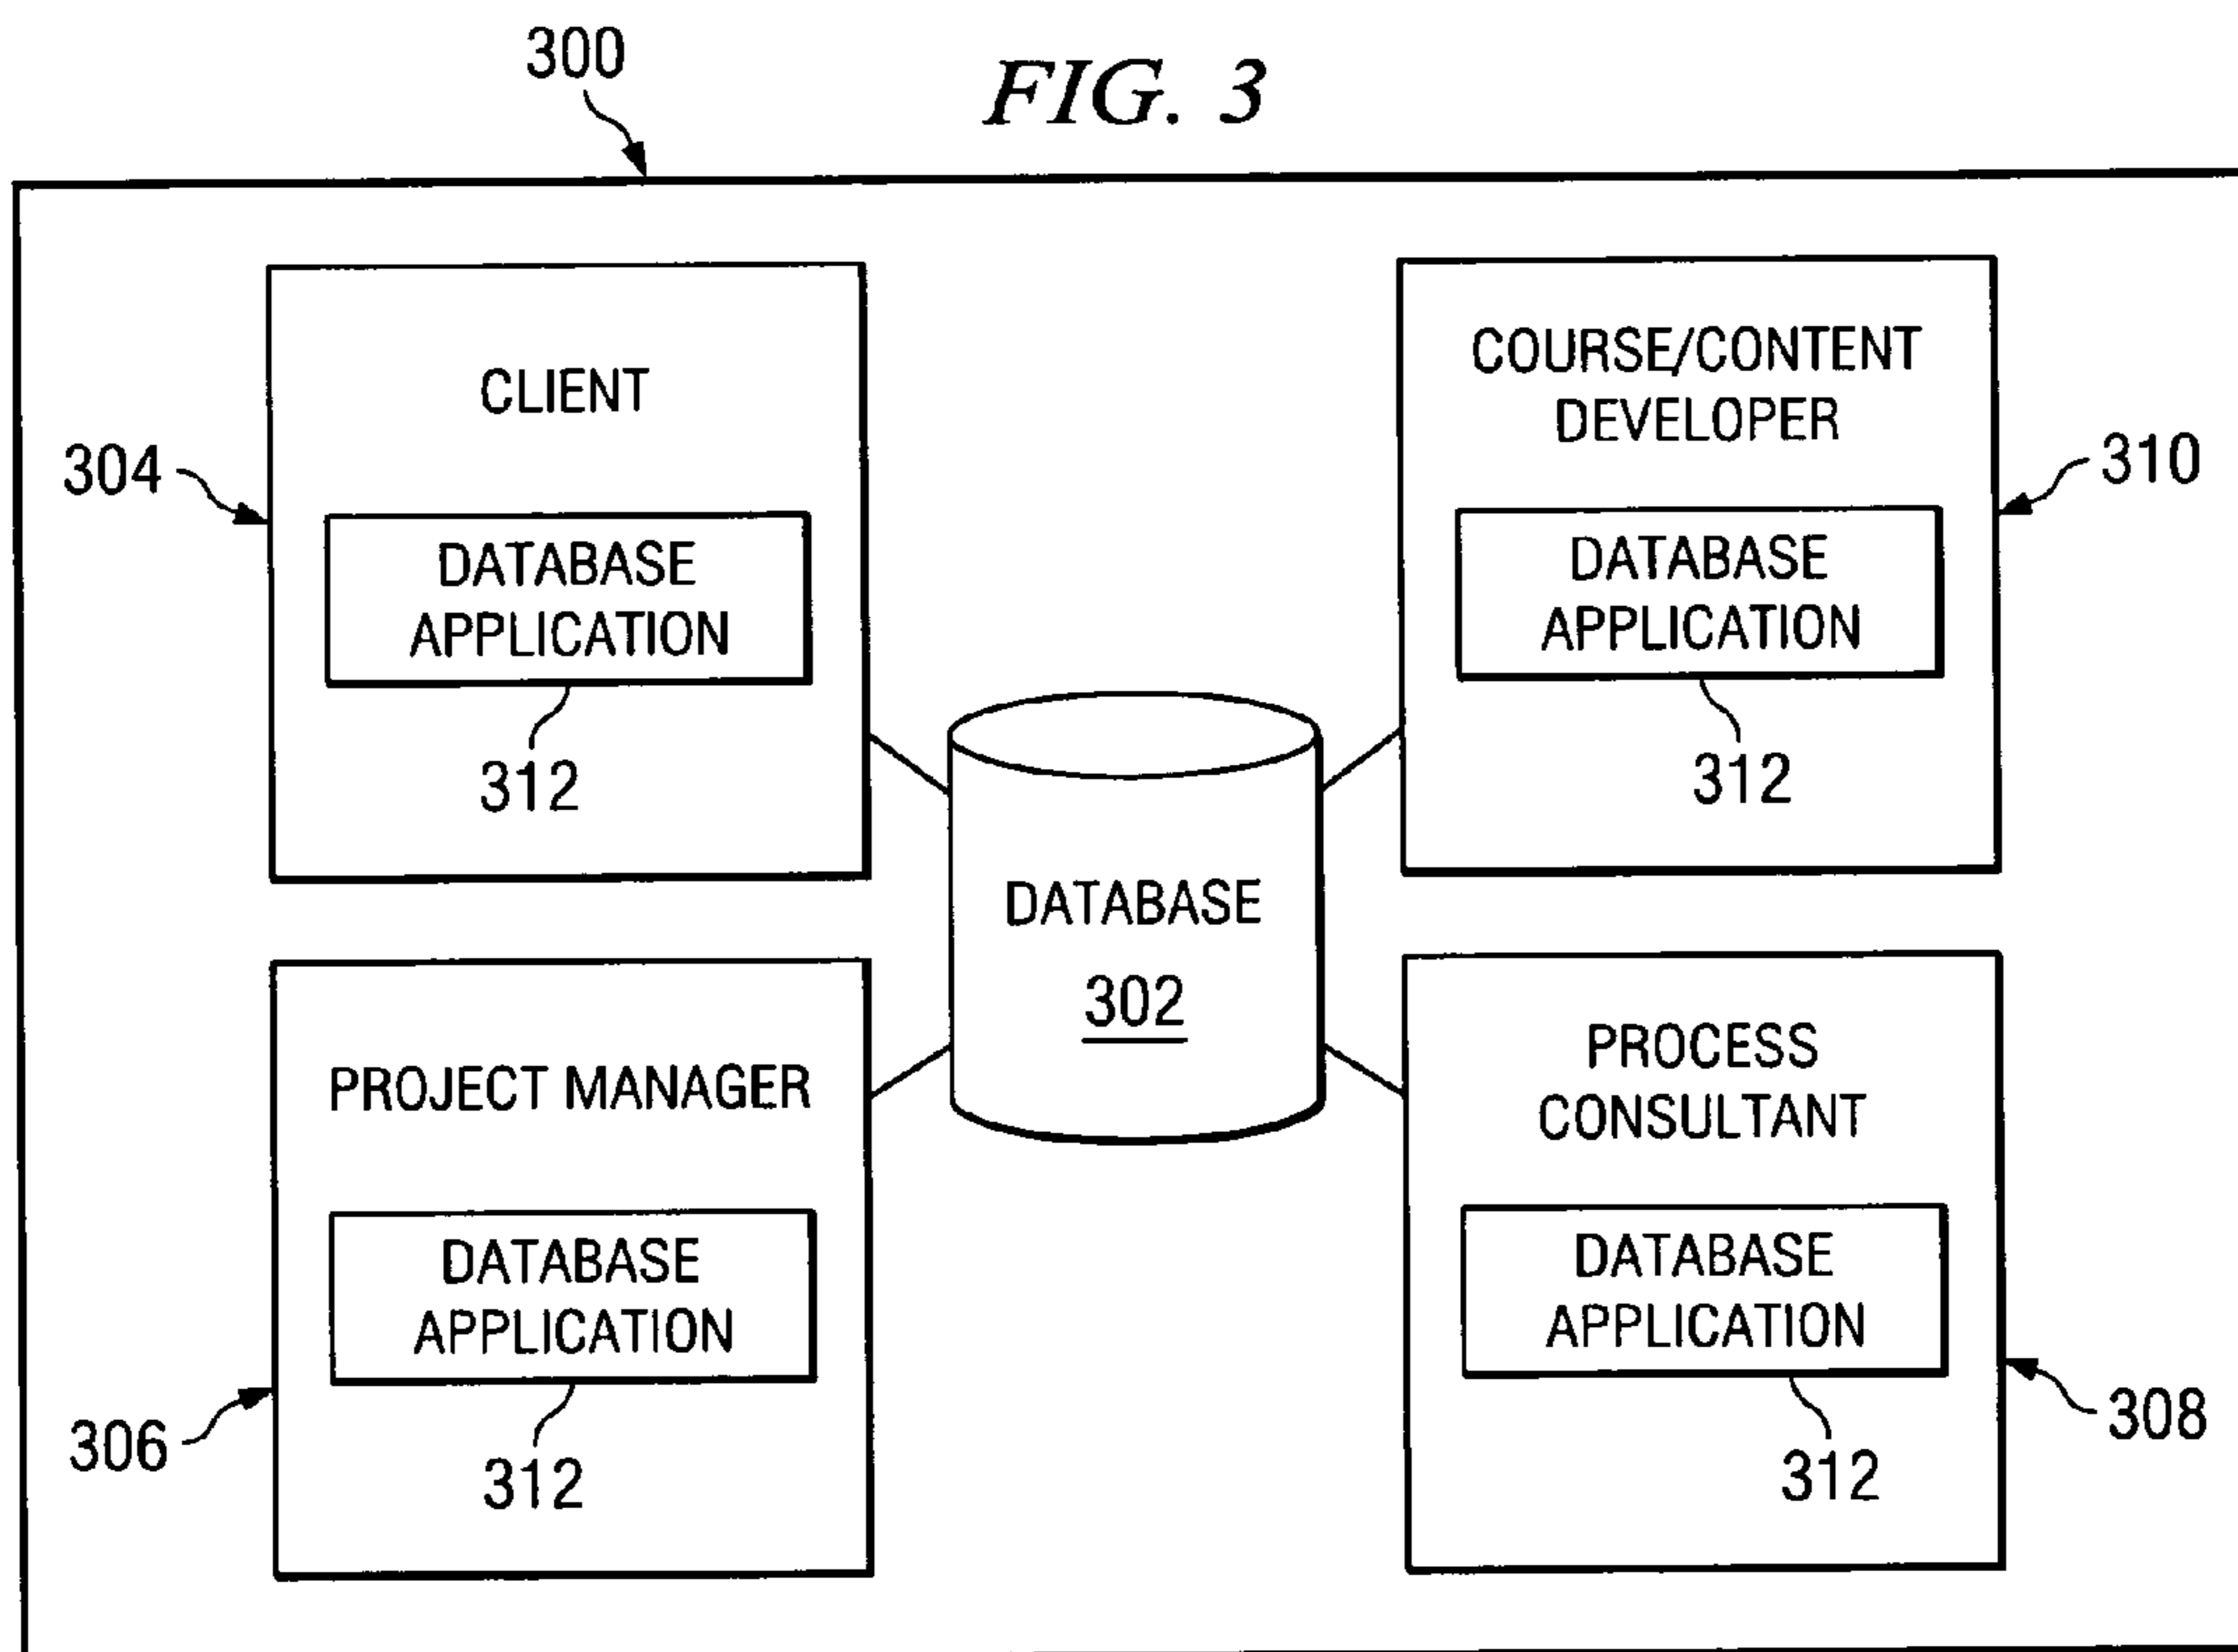 300
FIG. 3
CLIENT
304
DATABASE
APPLICATION
312
COURSE/CONTENT
DEVELOPER
310
DATABASE
APPLICATION
312
DATABASE
302
PROJECT MANAGER
DATABASE
APPLICATION
306
312
PROCESS
CONSULTANT
DATABASE
APPLICATION
308
312